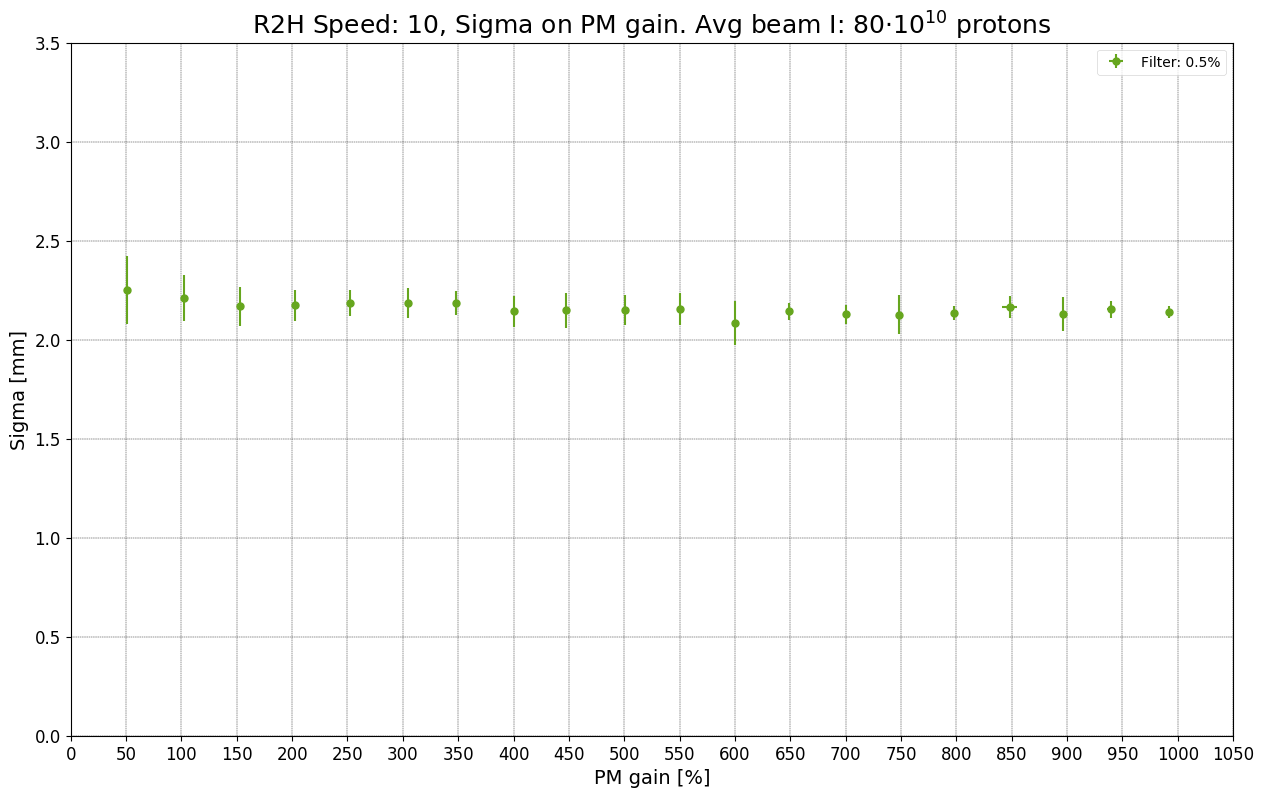 R2H Speed: 10, Sigma on PM gain. Avg beam I: 80·10¹⁰ protons
Filter: 0.5%
3.5
3.0
2.5
2.0
1.5
1.0
0.5
0.0
Sigma [mm]
0 50 100 150 200 250 300 350 400 450 500 550 600 650 700 750 800 850 900 950 1000 1050
PM gain [%]